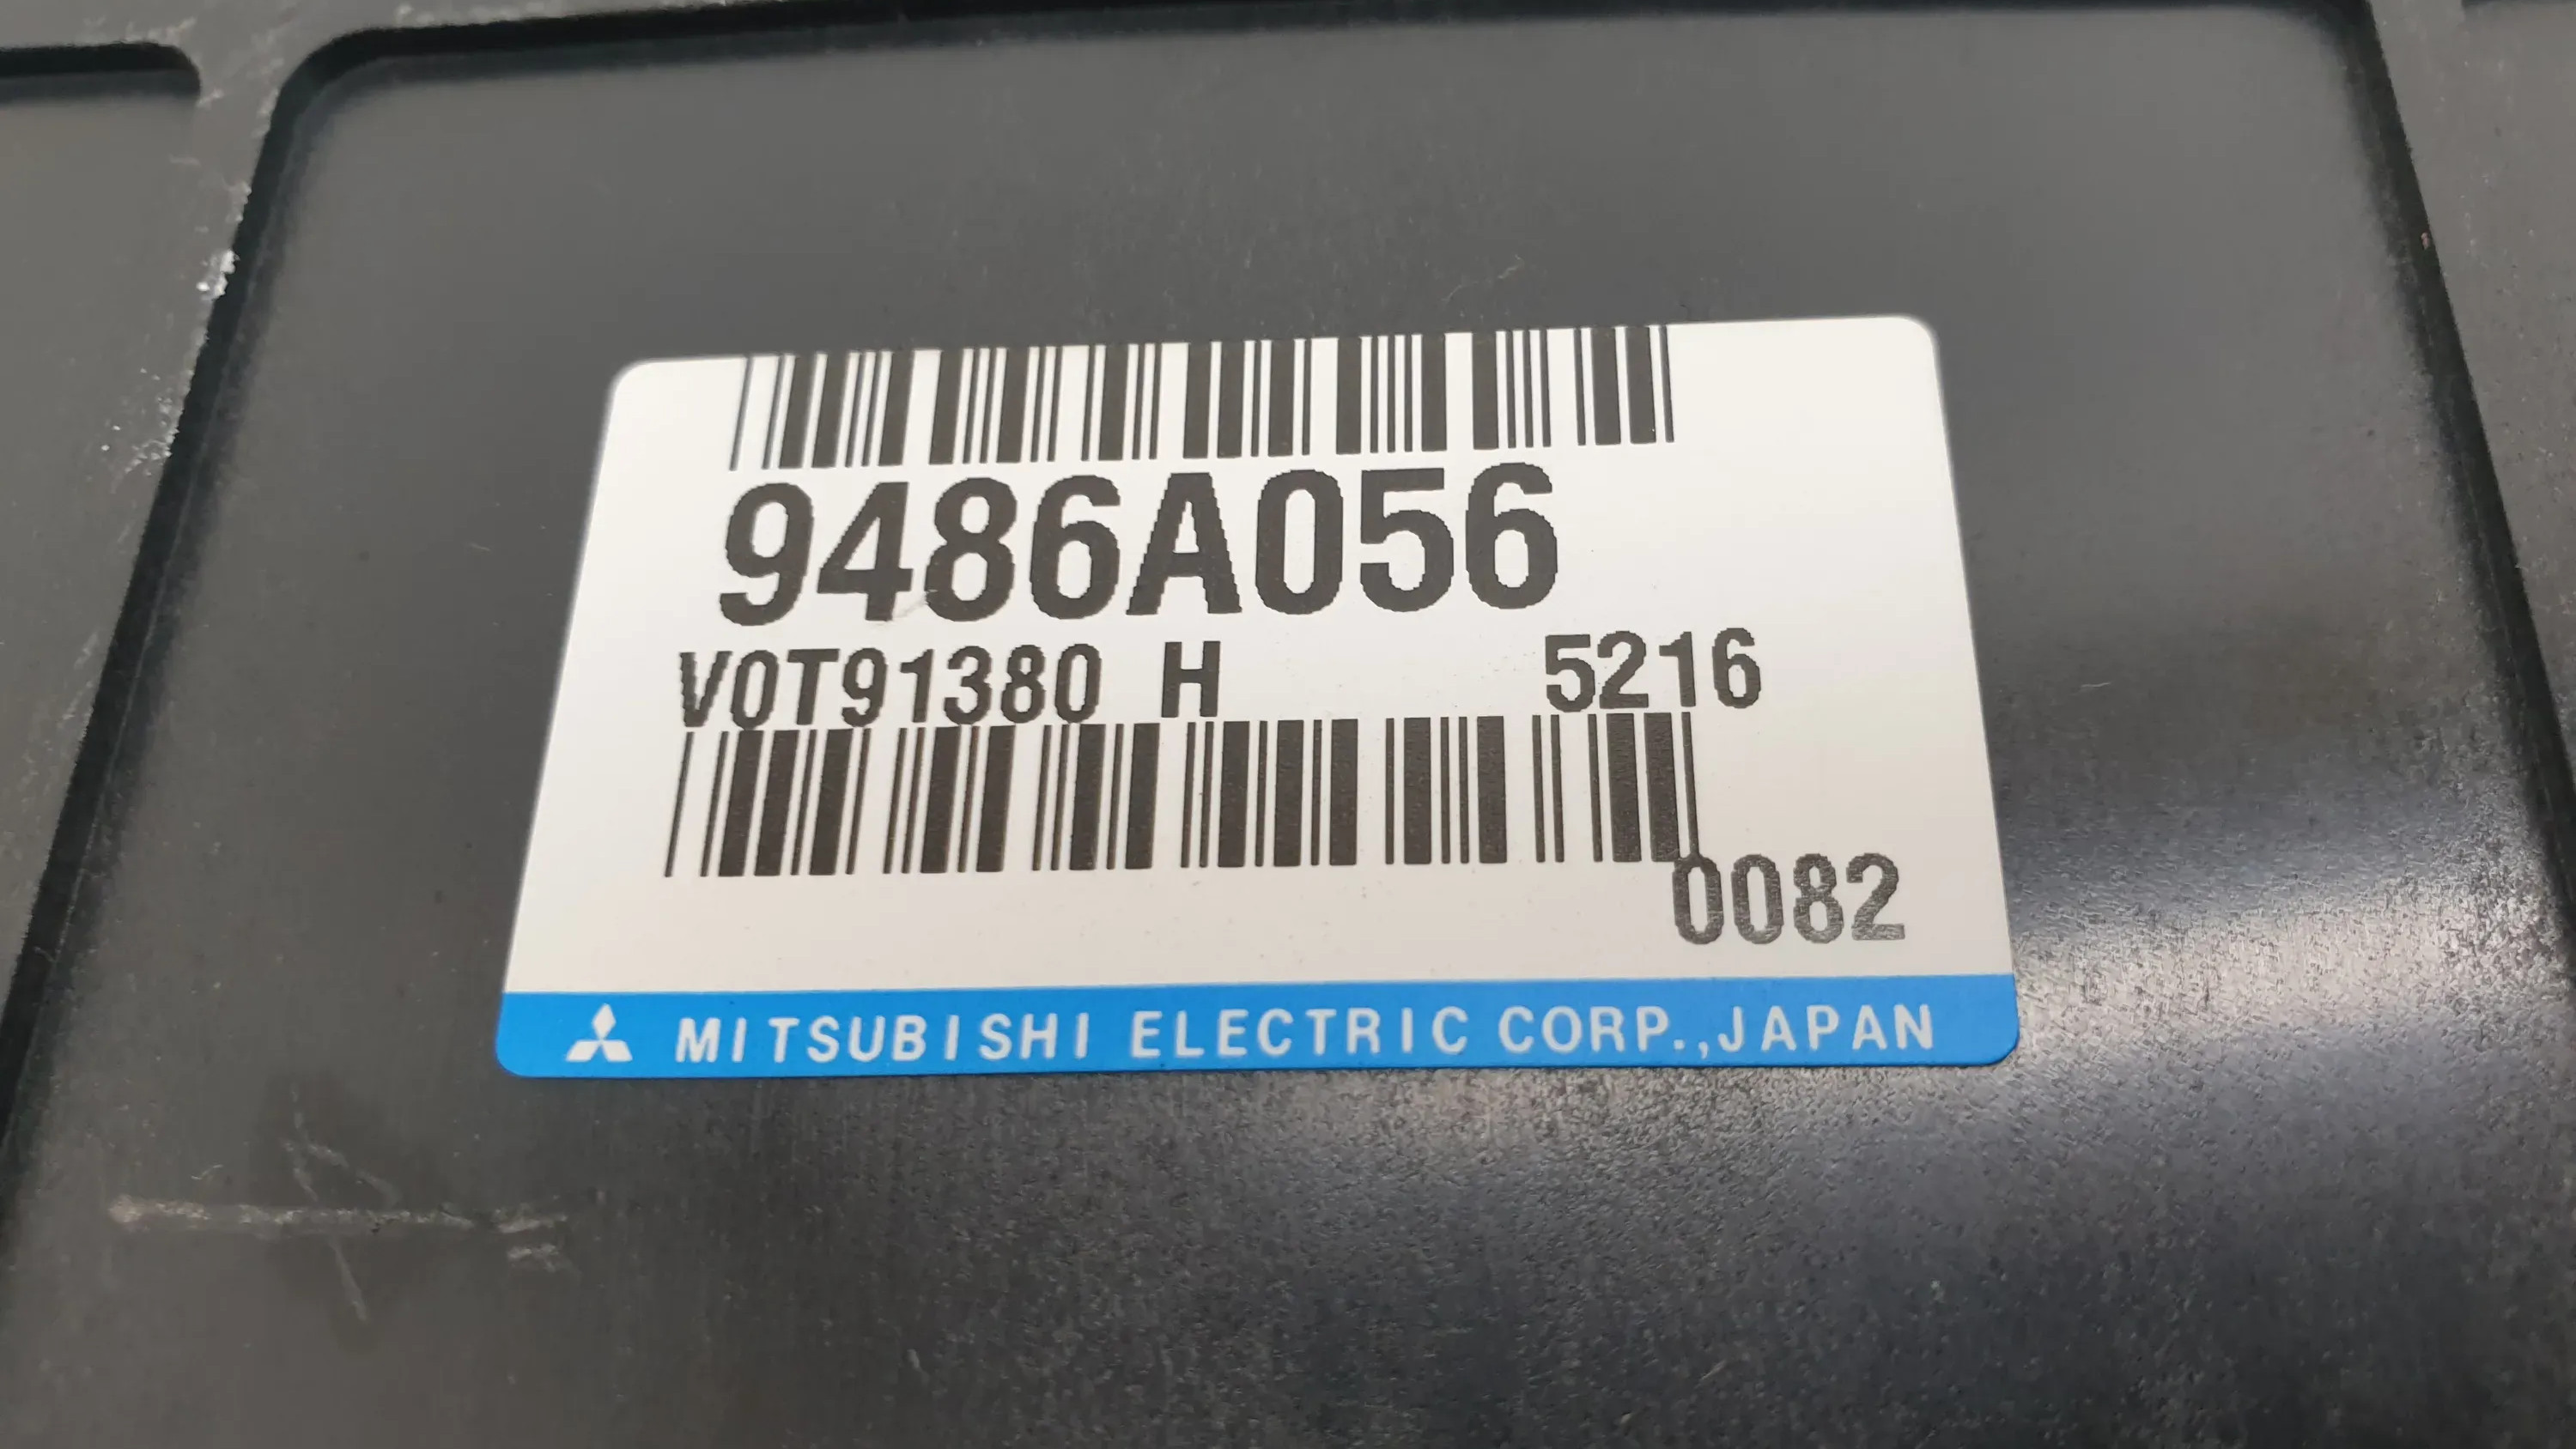 9486A056
V0T91380 H 5216
0082
MITSUBISHI ELECTRIC CORP.,JAPAN